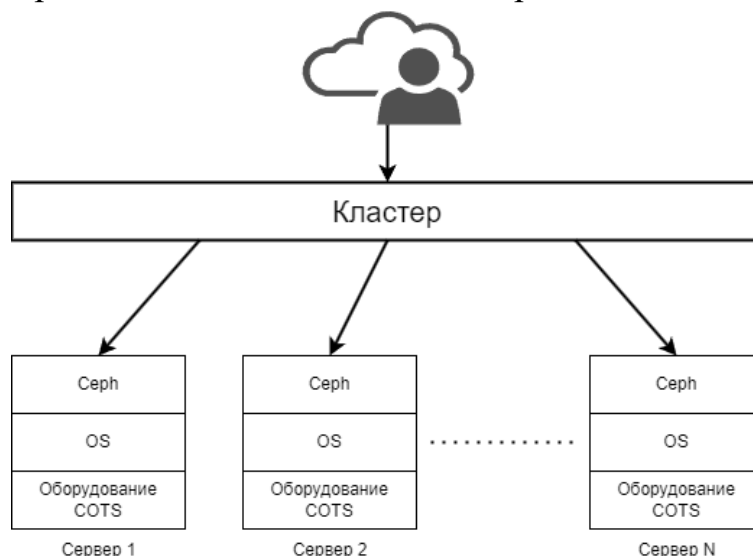 Кластер
Ceph
Ceph
Ceph
OS
OS
OS
Оборудование
COTS
Оборудование
COTS
Оборудование
COTS
Сервер 1
Сервер 2
Сервер N